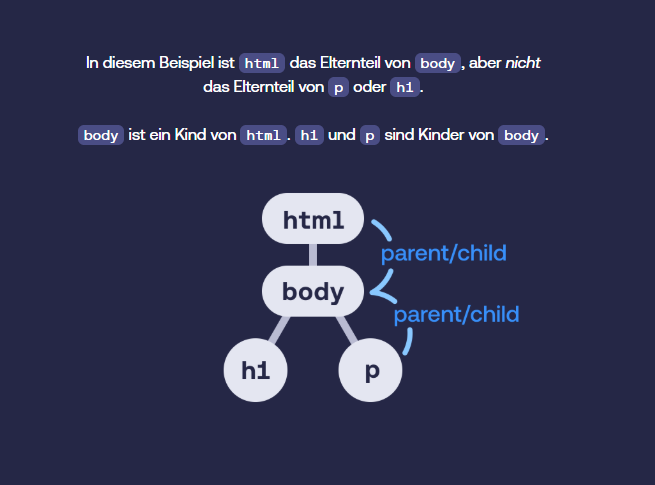 In diesem Beispiel ist html das Elternteil von body, aber nicht
das Elternteil von p oder h1.
body ist ein Kind von html. h1 und p sind Kinder von body.
html
parent/child
body
parent/child
h1
p